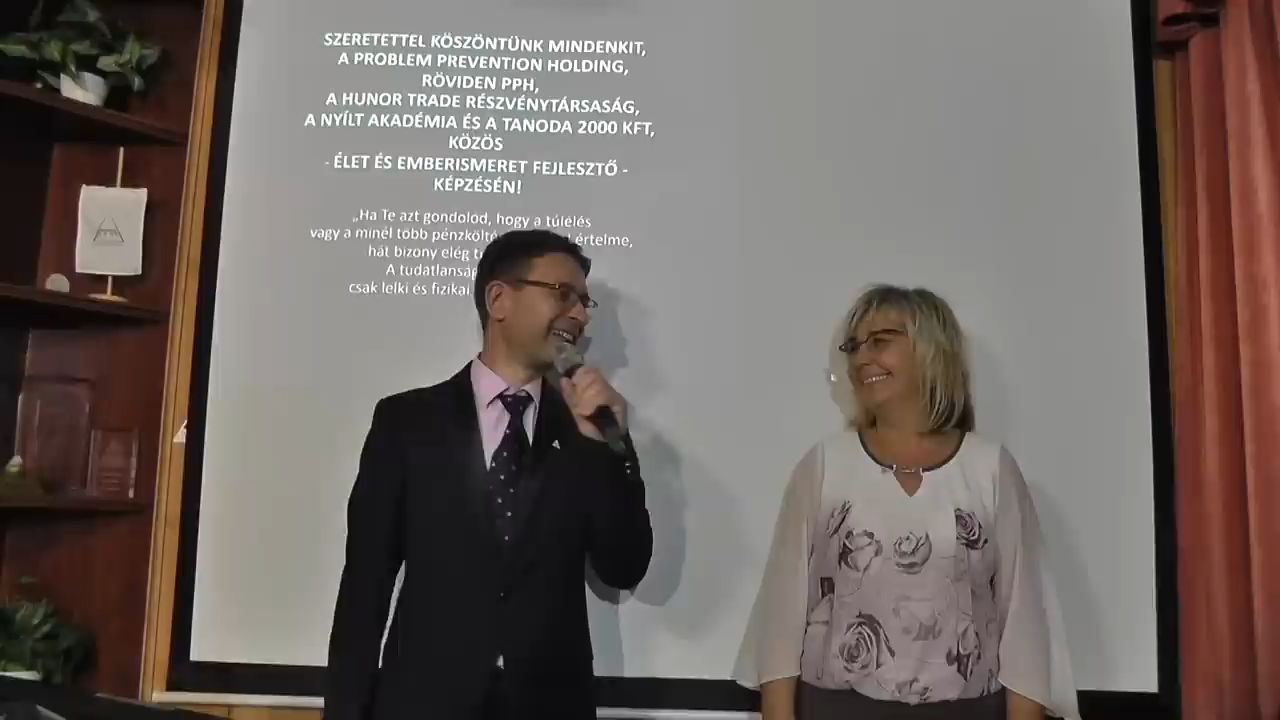 SZERETETTEL KÖSZÖNTÜNK MINDENKIT,
A PROBLEM PREVENTION HOLDING,
RÖVIDEN PPH,
A HUNOR TRADE RÉSZVÉNYTÁRSASÁG,
A NYÍLT AKADÉMIA ÉS A TANODA 2000 KFT,
KÖZÖS
- ÉLET ÉS EMBERISMERET FEJLESZTŐ -
KÉPZÉSÉN!
„Ha Te azt gondolod, hogy a túlélés
vagy a minél több értelme,
hát bizony elég
A
csak lelki és fizikai